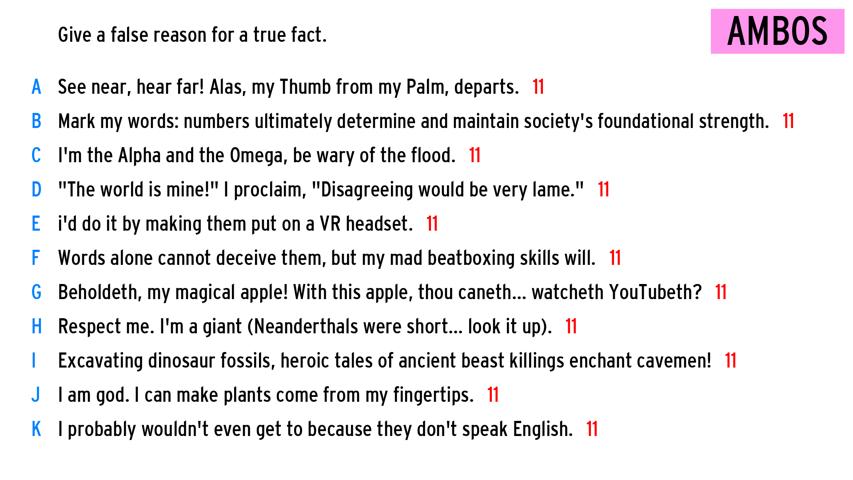 Give a false reason for a true fact.
AMBOS
A See near, hear far! Alas, my Thumb from my Palm, departs. 11
B Mark my words: numbers ultimately determine and maintain society's foundational strength. 11
C I'm the Alpha and the Omega, be wary of the flood. 11
D "The world is mine!" I proclaim, "Disagreeing would be very lame." 11
E i'd do it by making them put on a VR headset. 11
F Words alone cannot deceive them, but my mad beatboxing skills will. 11
G Beholdeth, my magical apple! With this apple, thou caneth... watcheth YouTubeth? 11
H Respect me. I'm a giant (Neanderthals were short... look it up). 11
I Excavating dinosaur fossils, heroic tales of ancient beast killings enchant cavemen! 11
J I am god. I can make plants come from my fingertips. 11
K I probably wouldn't even get to because they don't speak English. 11